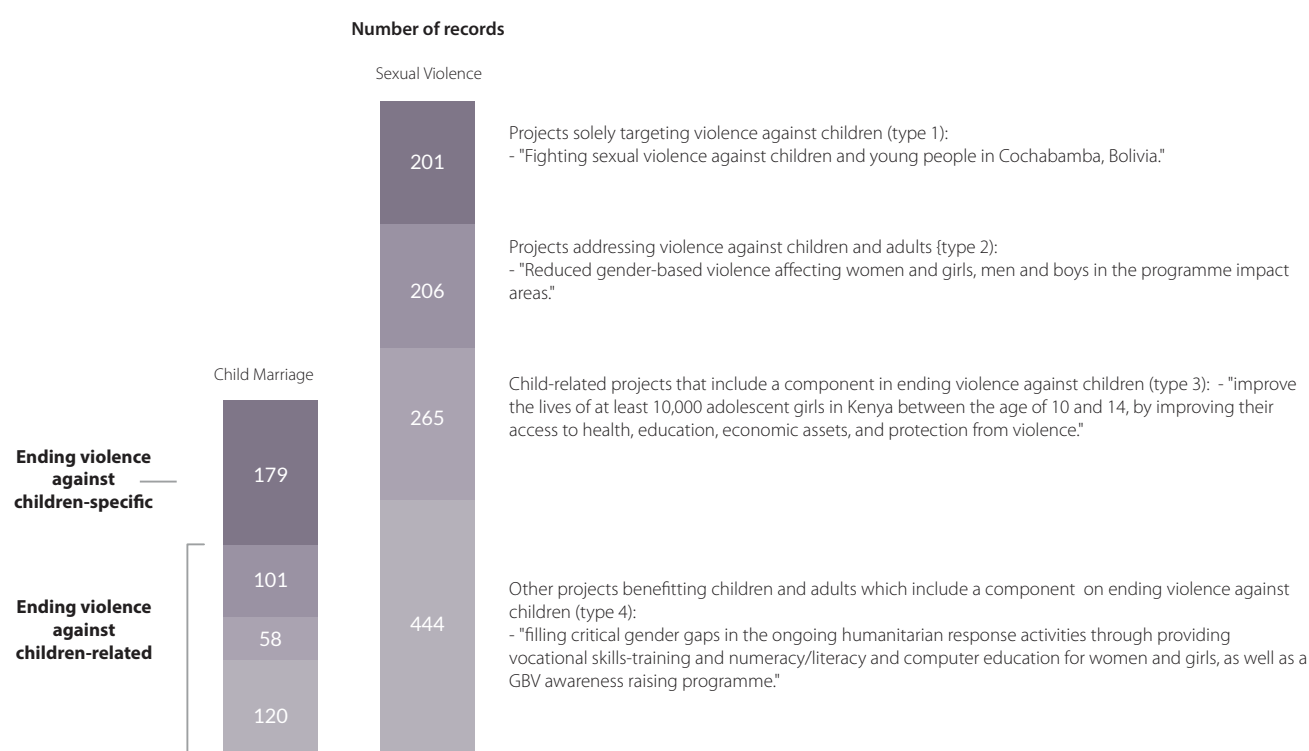 Number of records
Sexual Violence
201
Projects solely targeting violence against children (type 1):
- "Fighting sexual violence against children and young people in Cochabamba, Bolivia."
206
Projects addressing violence against children and adults {type 2):
- "Reduced gender-based violence affecting women and girls, men and boys in the programme impact
areas."
265
Child-related projects that include a component in ending violence against children (type 3): - "improve
the lives of at least 10,000 adolescent girls in Kenya between the age of 10 and 14, by improving their
access to health, education, economic assets, and protection from violence."
444
Other projects benefitting children and adults which include a component on ending violence against
children (type 4):
- "filling critical gender gaps in the ongoing humanitarian response activities through providing
vocational skills-training and numeracy/literacy and computer education for women and girls, as well as a
GBV awareness raising programme."
Child Marriage
179
101
58
120
Ending violence
against
children-specific
Ending violence
against
children-related